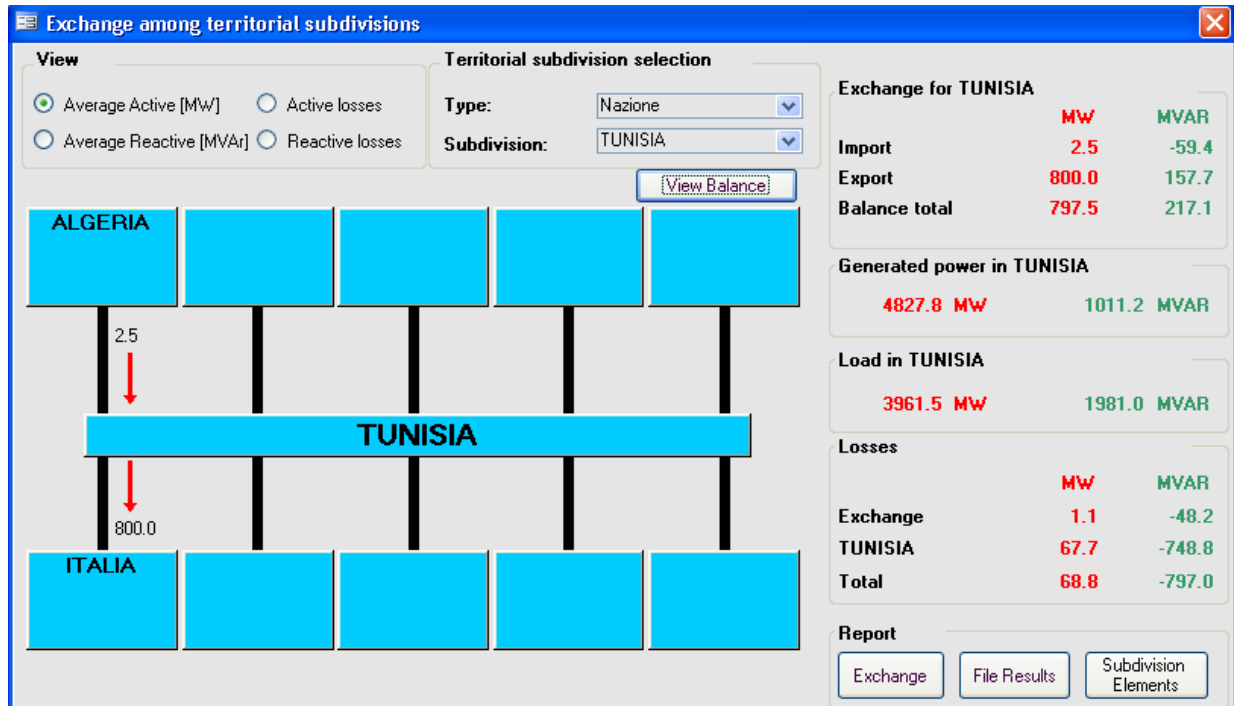 Exchange among territorial subdivisions
View
Average Active [MW] Active losses
Average Reactive [MVAr] Reactive losses
Territorial subdivision selection
Type: Nazione
Subdivision: TUNISIA
View Balance
ALGERIA
2.5
TUNISIA
800.0
ITALIA
Exchange for TUNISIA
MW MVAR
Import 2.5 -59.4
Export 800.0 157.7
Balance total 797.5 217.1
Generated power in TUNISIA
4827.8 MW 1011.2 MVAR
Load in TUNISIA
3961.5 MW 1981.0 MVAR
Losses
MW MVAR
Exchange 1.1 -48.2
TUNISIA 67.7 -748.8
Total 68.8 -797.0
Report
Exchange
File Results
Subdivision
Elements